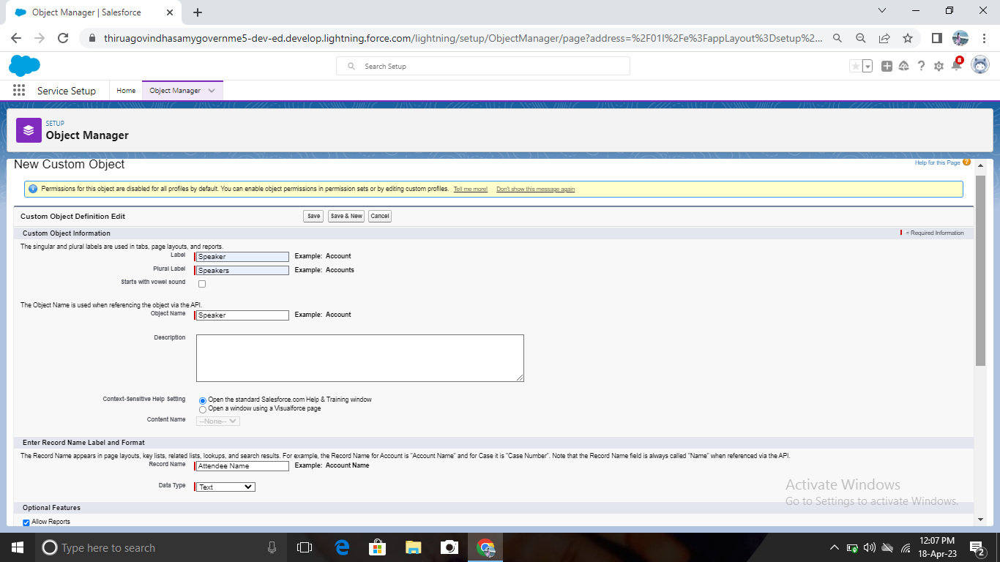 Object Manager | Salesforce
thiruagovindhasamygovernme5-dev-ed.develop.lightning.force.com/lightning/setup/ObjectManager/page?address=%2F01I%2Fe%3FappLayout%3Dsetup%2...
Search Setup
8
Service Setup
Home
Object Manager
SETUP
Object Manager
New Custom Object
Help for this Page
Permissions for this object are disabled for all profiles by default. You can enable object permissions in permission sets or by editing custom profiles. Tell me more! Don't show this message again
Custom Object Definition Edit Save Save & New Cancel
Custom Object Information = Required Information
The singular and plural labels are used in tabs, page layouts, and reports.
Label Speaker Example: Account
Plural Label Speakers Example: Accounts
Starts with vowel sound
The Object Name is used when referencing the object via the API.
Object Name Speaker Example: Account
Description
Context-Sensitive Help Setting Open the standard Salesforce.com Help & Training window
Open a window using a Visualforce page
Content Name --None--
Enter Record Name Label and Format
The Record Name appears in page layouts, key lists, related lists, lookups, and search results. For example, the Record Name for Account is "Account Name" and for Case it is "Case Number". Note that the Record Name field is always called "Name" when referenced via the API.
Record Name Attendee Name Example: Account Name
Data Type Text
Optional Features
Allow Reports
Activate Windows
Go to Settings to activate Windows.
Type here to search
12:07 PM
18-Apr-23
2